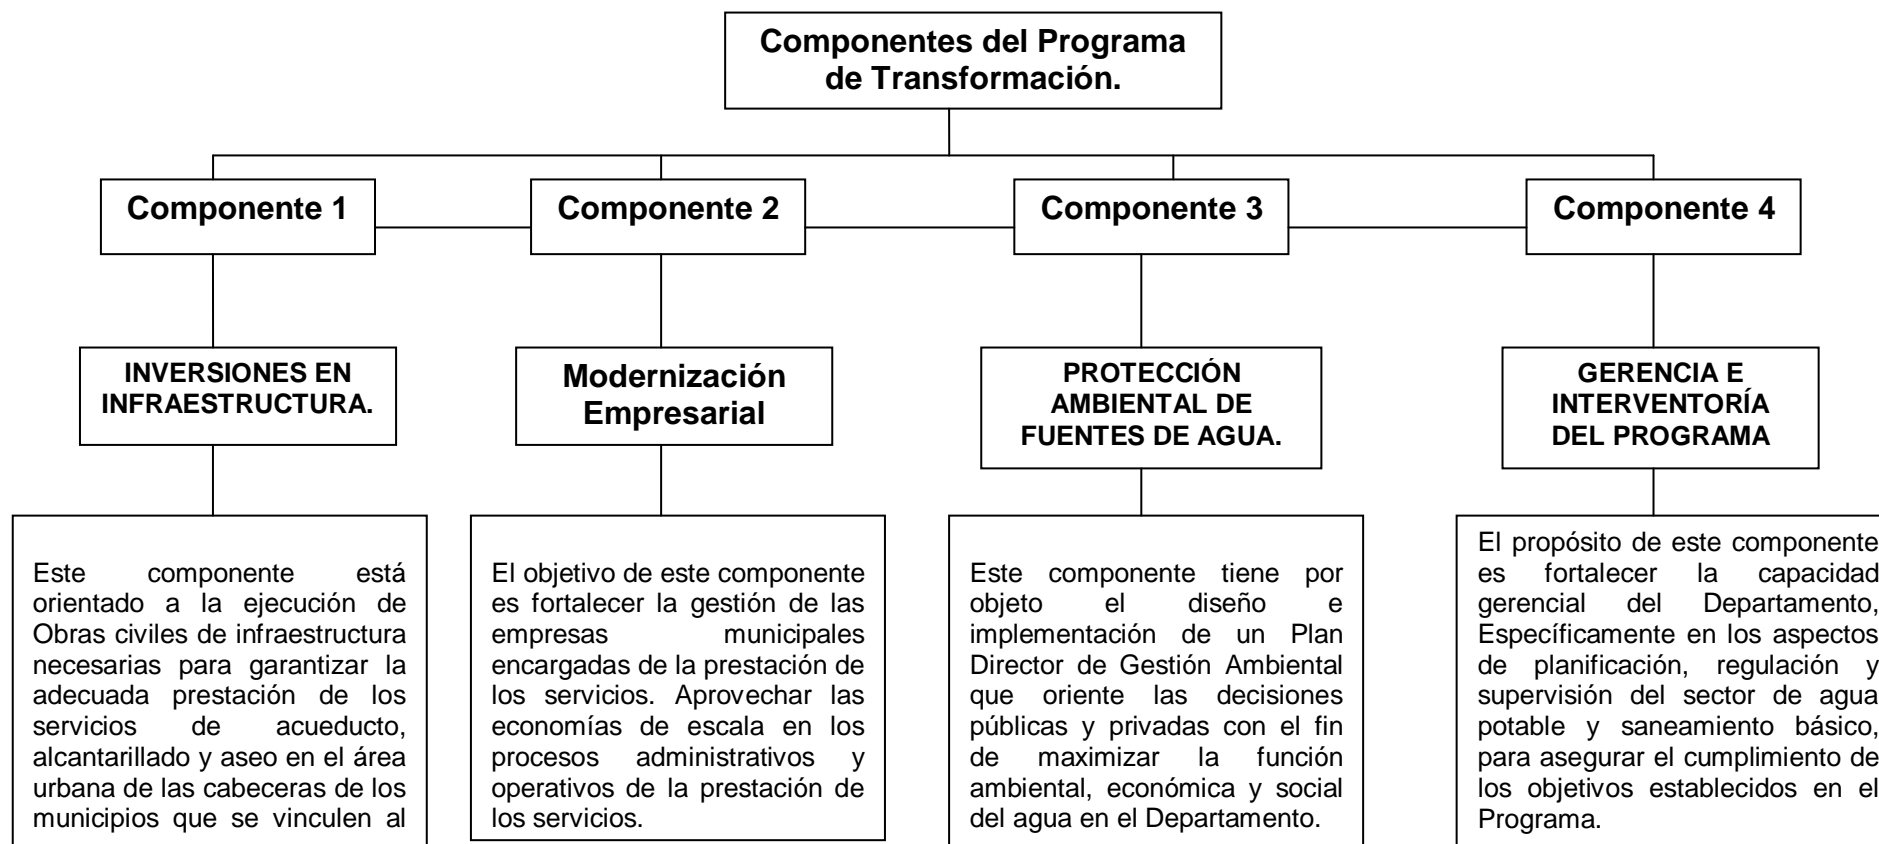 Componentes del Programa
de Transformación.
Componente 1
Componente 2
Componente 3
Componente 4
INVERSIONES EN
INFRAESTRUCTURA.
Modernización
Empresarial
PROTECCIÓN
AMBIENTAL DE
FUENTES DE AGUA.
GERENCIA E
INTERVENTORÍA
DEL PROGRAMA
Este componente está
orientado a la ejecución de
Obras civiles de infraestructura
necesarias para garantizar la
adecuada prestación de los
servicios de acueducto,
alcantarillado y aseo en el área
urbana de las cabeceras de los
municipios que se vinculen al
El objetivo de este componente
es fortalecer la gestión de las
empresas municipales
encargadas de la prestación de
los servicios. Aprovechar las
economías de escala en los
procesos administrativos y
operativos de la prestación de
los servicios.
Este componente tiene por
objeto el diseño e
implementación de un Plan
Director de Gestión Ambiental
que oriente las decisiones
públicas y privadas con el fin
de maximizar la función
ambiental, económica y social
del agua en el Departamento.
El propósito de este componente
es fortalecer la capacidad
gerencial del Departamento,
Específicamente en los aspectos
de planificación, regulación y
supervisión del sector de agua
potable y saneamiento básico,
para asegurar el cumplimiento de
los objetivos establecidos en el
Programa.